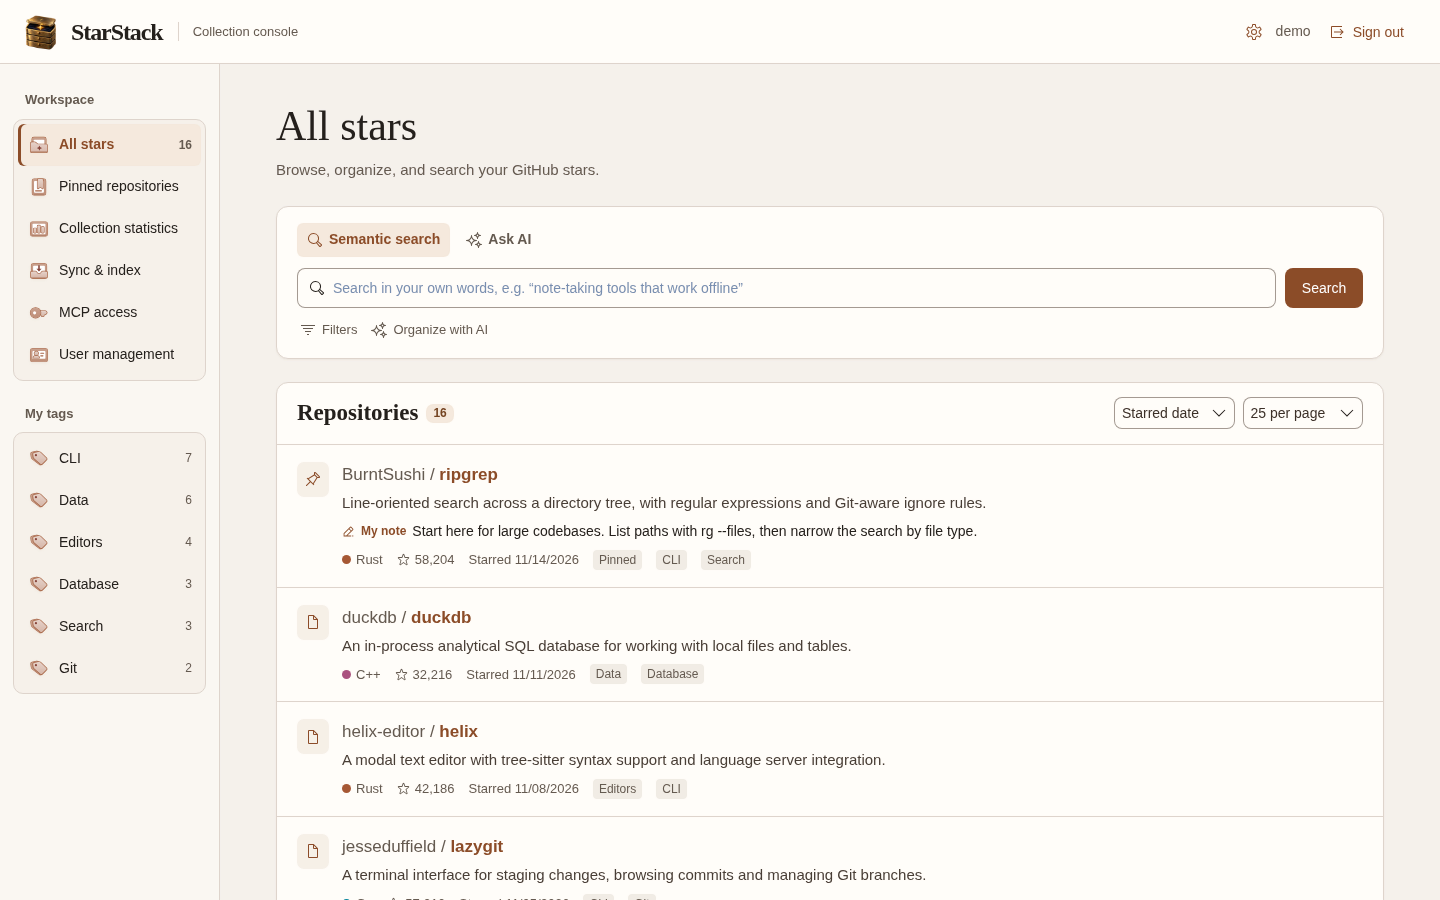 StarStack
Collection console
demo
Sign out
Workspace
All stars 16
Pinned repositories
Collection statistics
Sync & index
MCP access
User management
My tags
CLI 7
Data 6
Editors 4
Database 3
Search 3
Git 2
All stars
Browse, organize, and search your GitHub stars.
Semantic search
Ask AI
Search in your own words, e.g. “note-taking tools that work offline”
Search
Filters
Organize with AI
Repositories 16
Starred date
25 per page
BurntSushi / ripgrep
Line-oriented search across a directory tree, with regular expressions and Git-aware ignore rules.
My note Start here for large codebases. List paths with rg --files, then narrow the search by file type.
Rust 58,204 Starred 11/14/2026 Pinned CLI Search
duckdb / duckdb
An in-process analytical SQL database for working with local files and tables.
C++ 32,216 Starred 11/11/2026 Data Database
helix-editor / helix
A modal text editor with tree-sitter syntax support and language server integration.
Rust 42,186 Starred 11/08/2026 Editors CLI
jesseduffield / lazygit
A terminal interface for staging changes, browsing commits and managing Git branches.